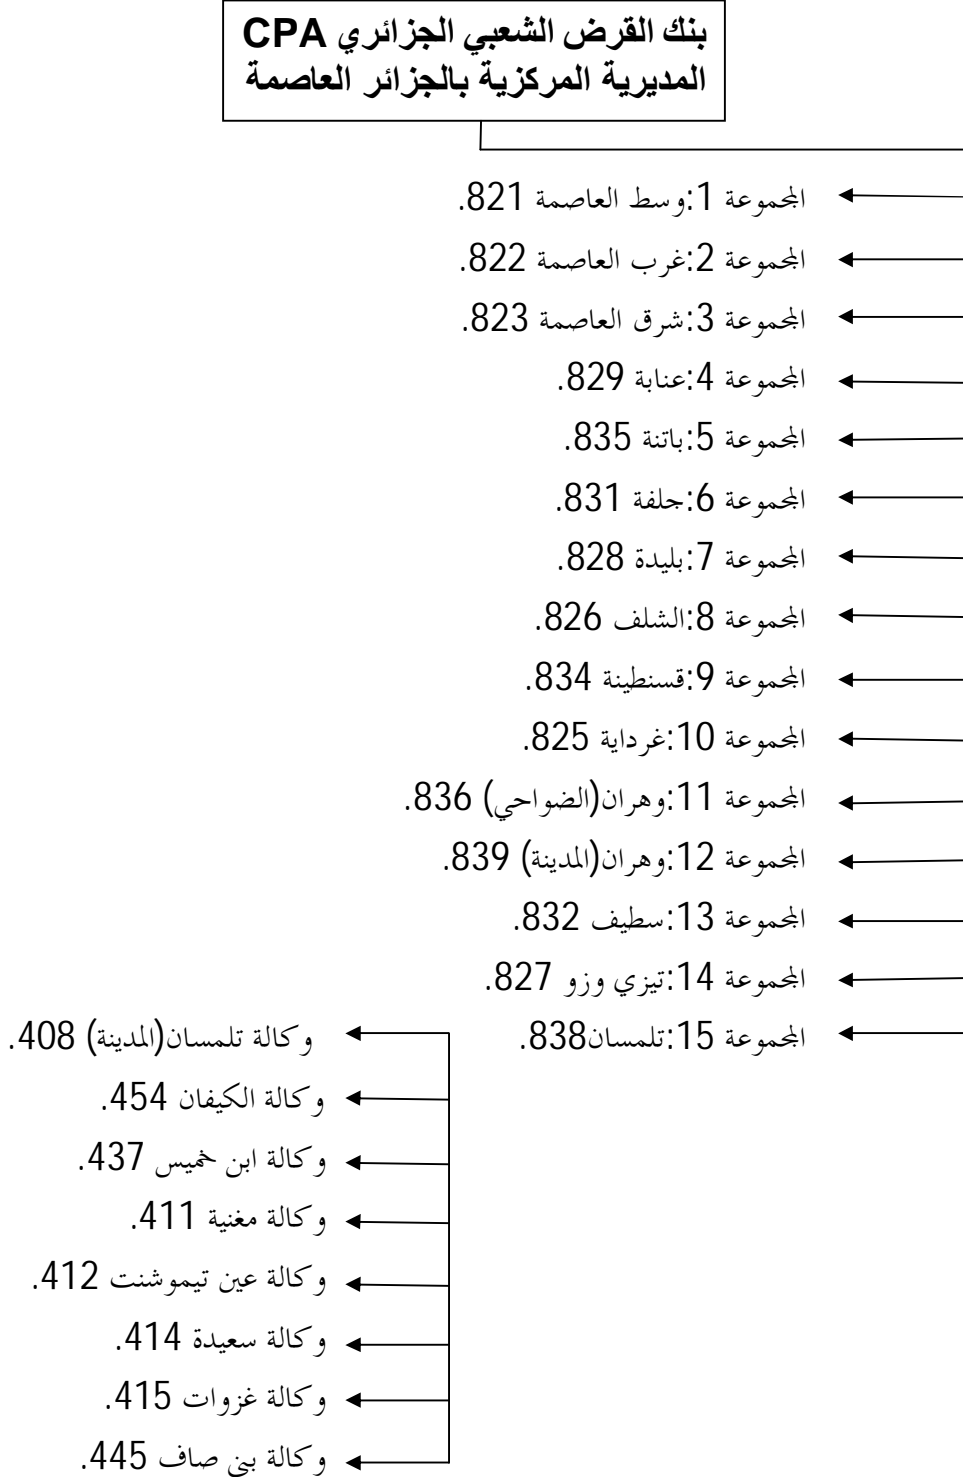 بنك القرض الشعبي الجزائري CPA
المديرية المركزية بالجزائر العاصمة
المجموعة 1:وسط العاصمة 821.
المجموعة 2:غرب العاصمة 822.
المجموعة 3:شرق العاصمة 823.
المجموعة 4:عنابة 829.
المجموعة 5:باتنة 835.
المجموعة 6:جلفة 831.
المجموعة 7:بليدة 828.
المجموعة 8:الشلف 826.
المجموعة 9:قسنطينة 834.
المجموعة 10:غرداية 825.
المجموعة 11:وهران(الضواحي) 836.
المجموعة 12:وهران(المدينة) 839.
المجموعة 13:سطيف 832.
المجموعة 14:تيزي وزو 827.
المجموعة 15:تلمسان838.
وكالة تلمسان(المدينة) 408.
وكالة الكيفان 454.
وكالة ابن خميس 437.
وكالة مغنية 411.
وكالة عين تيموشنت 412.
وكالة سعيدة 414.
وكالة غزوات 415.
وكالة بني صاف 445.